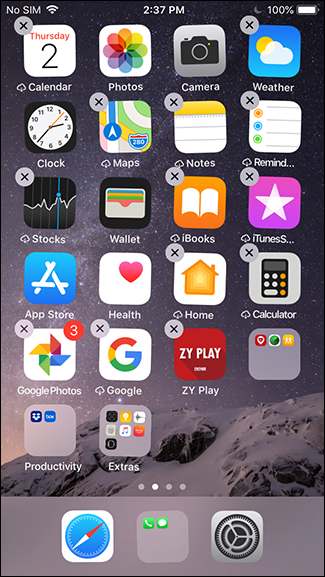 No SIM 2:37 PM 100%
Thursday
2
Calendar Photos Camera Weather
280
Clock Maps Notes Remind...
Stocks Wallet iBooks iTunesS...
App Store Health Home Calculator
3
ZY PLAY
Google Photos Google ZY Play
Productivity Extras